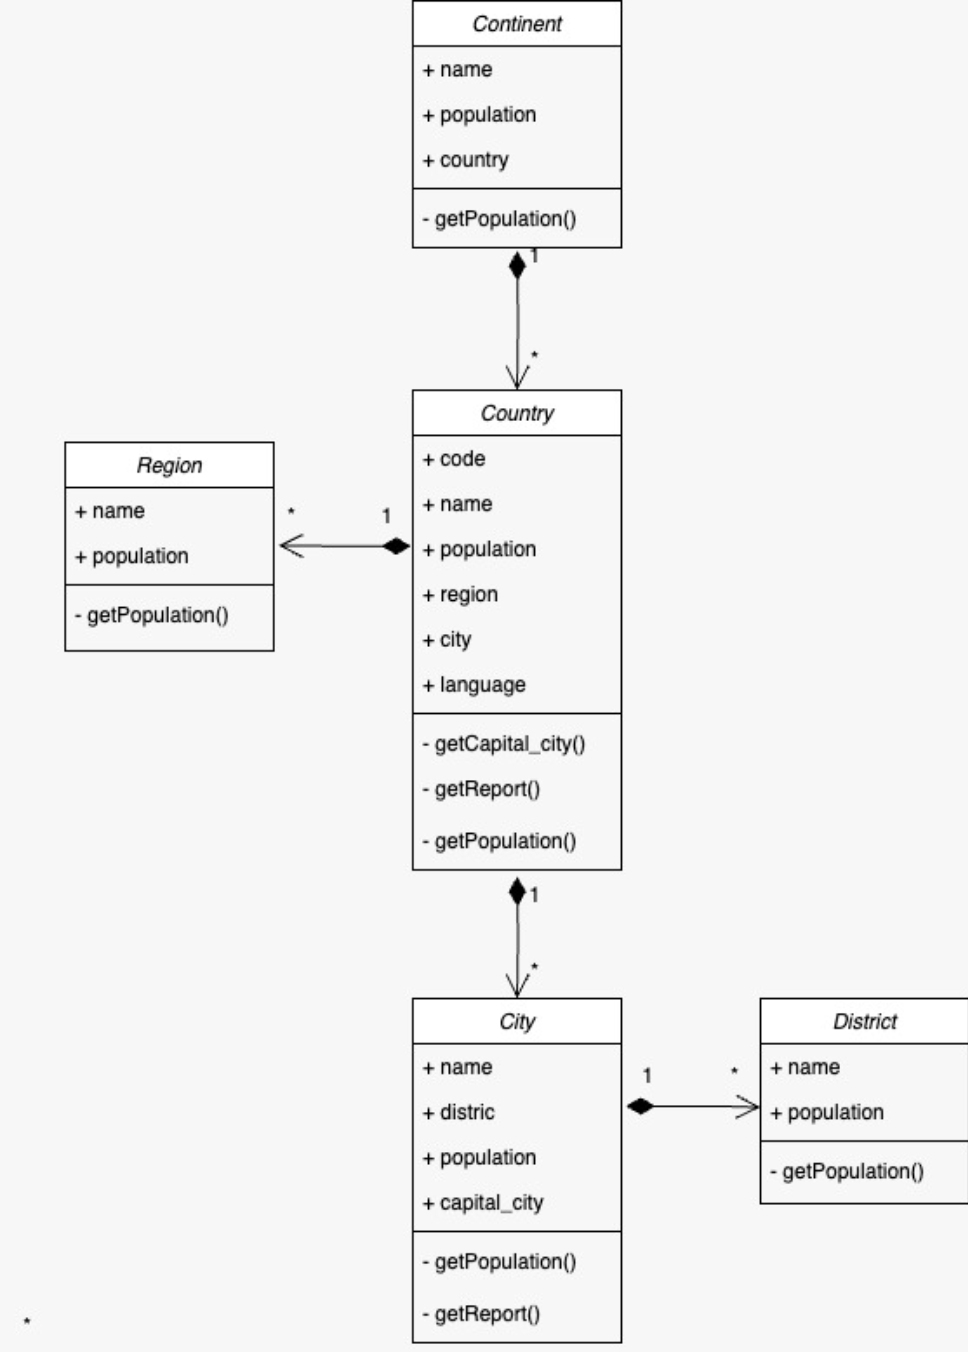 Continent
+ name
+ population
+ country
- getPopulation()
1
*
Country
+ code
+ name
+ population
+ region
+ city
+ language
- getCapital_city()
- getReport()
- getPopulation()
Region
+ name
+ population
- getPopulation()
* 1
1
*
City
+ name
+ distric
+ population
+ capital_city
- getPopulation()
- getReport()
1 *
District
+ name
+ population
- getPopulation()
*